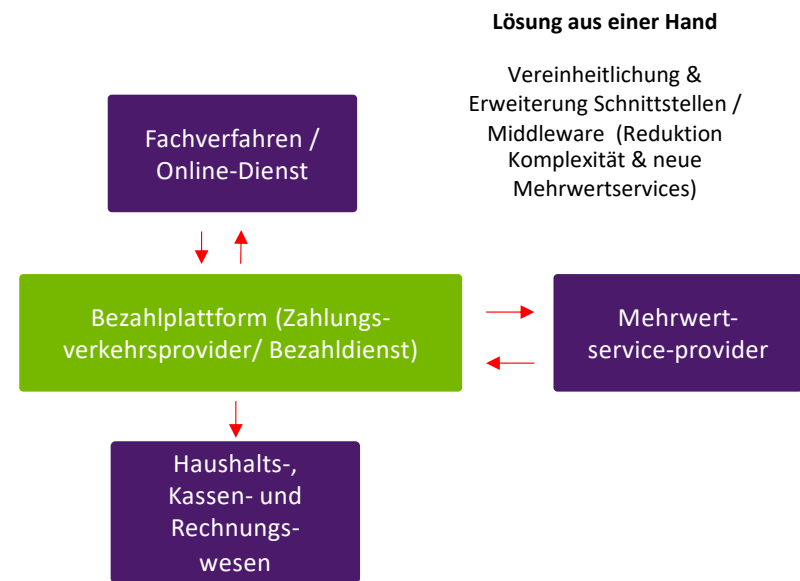 Lösung aus einer Hand
Vereinheitlichung &
Erweiterung Schnittstellen /
Middleware (Reduktion
Komplexität & neue
Mehrwertservices)
Fachverfahren /
Online-Dienst
Bezahlplattform (Zahlungs-
verkehrsprovider/ Bezahldienst)
Mehrwert-
service-provider
Haushalts-,
Kassen- und
Rechnungs-
wesen